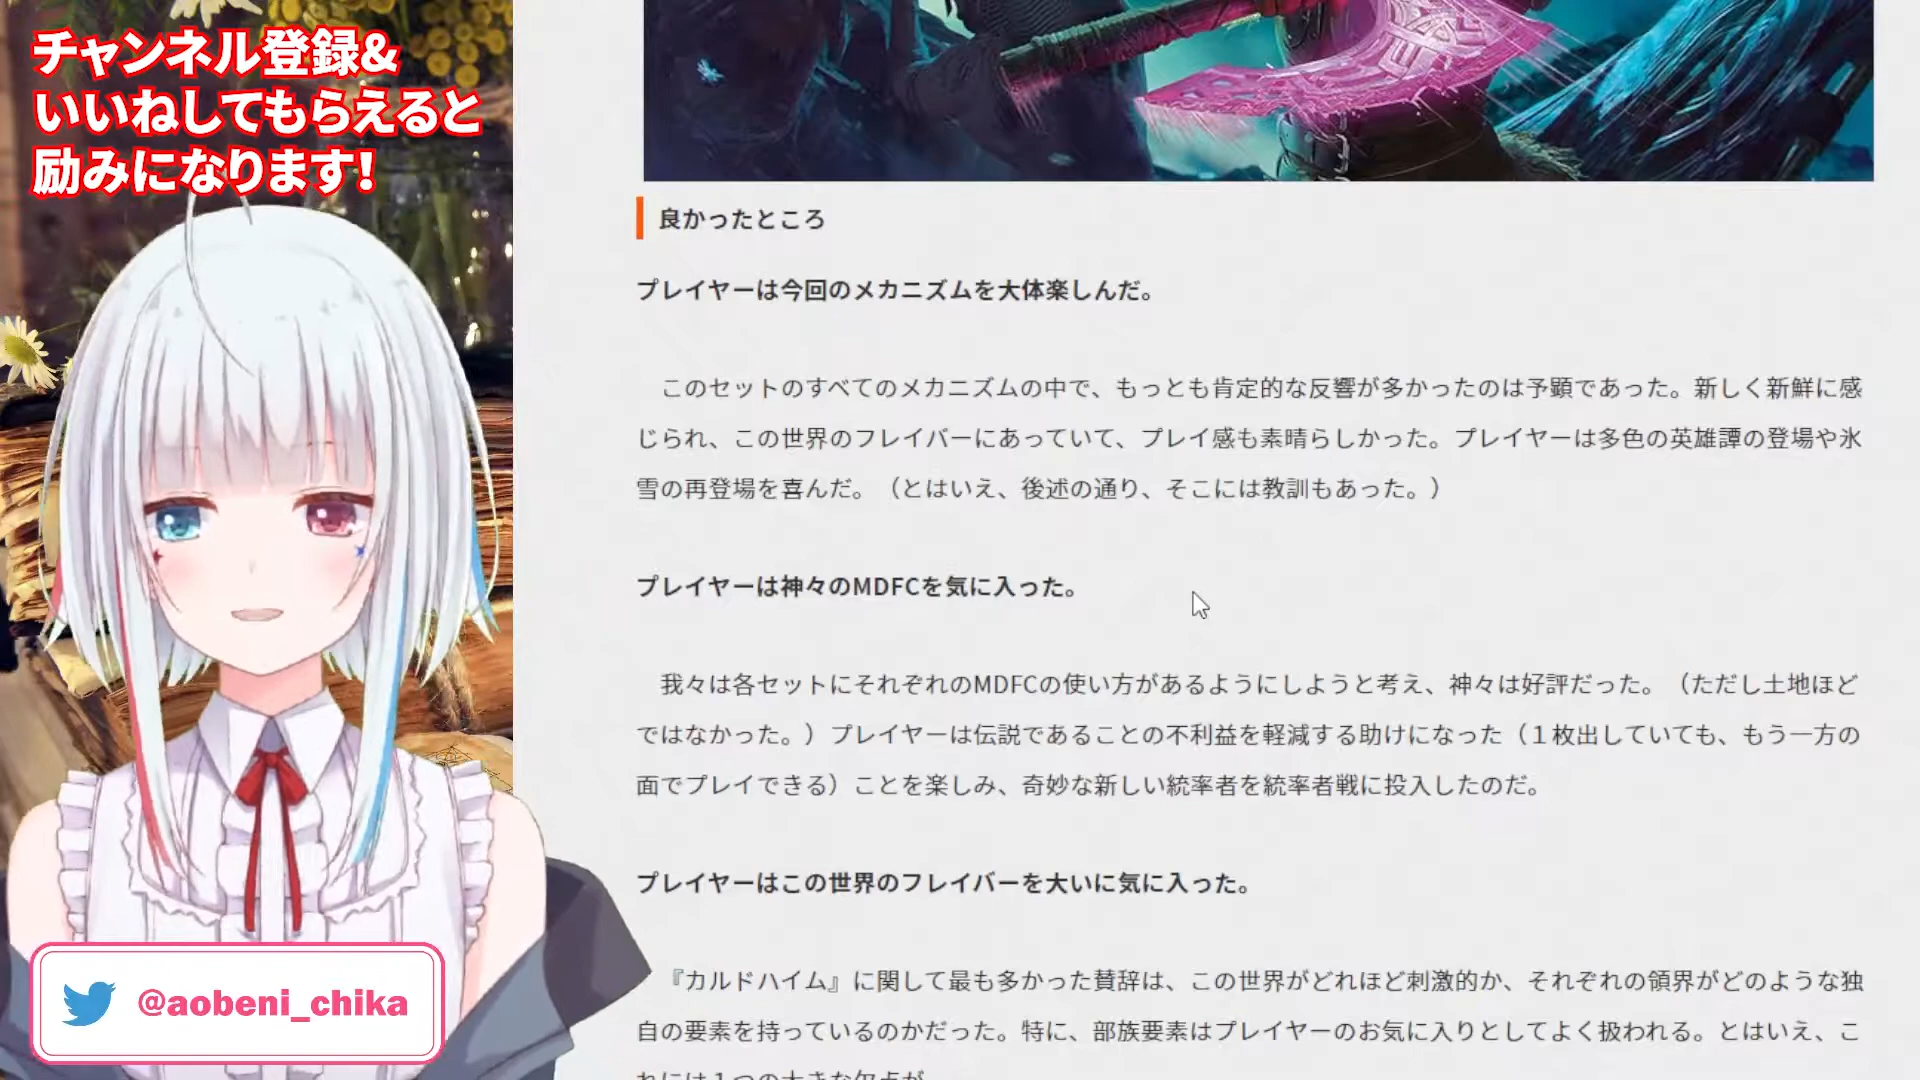 チャンネル登録&
いいねしてもらえると
励みになります!
良かったところ
プレイヤーは今回のメカニズムを大体楽しんだ。
このセットのすべてのメカニズムの中で、もっとも肯定的な反響が多かったのは予顕であった。新しく新鮮に感
じられ、この世界のフレイバーにあっていて、プレイ感も素晴らしかった。プレイヤーは多色の英雄譚の登場や氷
雪の再登場を喜んだ。（とはいえ、後述の通り、そこには教訓もあった。）
プレイヤーは神々のMDFCを気に入った。
我々は各セットにそれぞれのMDFCの使い方があるようにしようと考え、神々は好評だった。（ただし土地ほど
ではなかった。）プレイヤーは伝説であることの不利益を軽減する助けになった（１枚出していても、もう一方の
面でプレイできる）ことを楽しみ、奇妙な新しい統率者を統率者戦に投入したのだ。
プレイヤーはこの世界のフレイバーを大いに気に入った。
『カルドハイム』に関して最も多かった賛辞は、この世界がどれほど刺激的か、それぞれの領界がどのような独
自の要素を持っているのかだった。特に、部族要素はプレイヤーのお気に入りとしてよく扱われる。とはいえ、こ
れには１つの大きな欠点が
@aobeni_chika